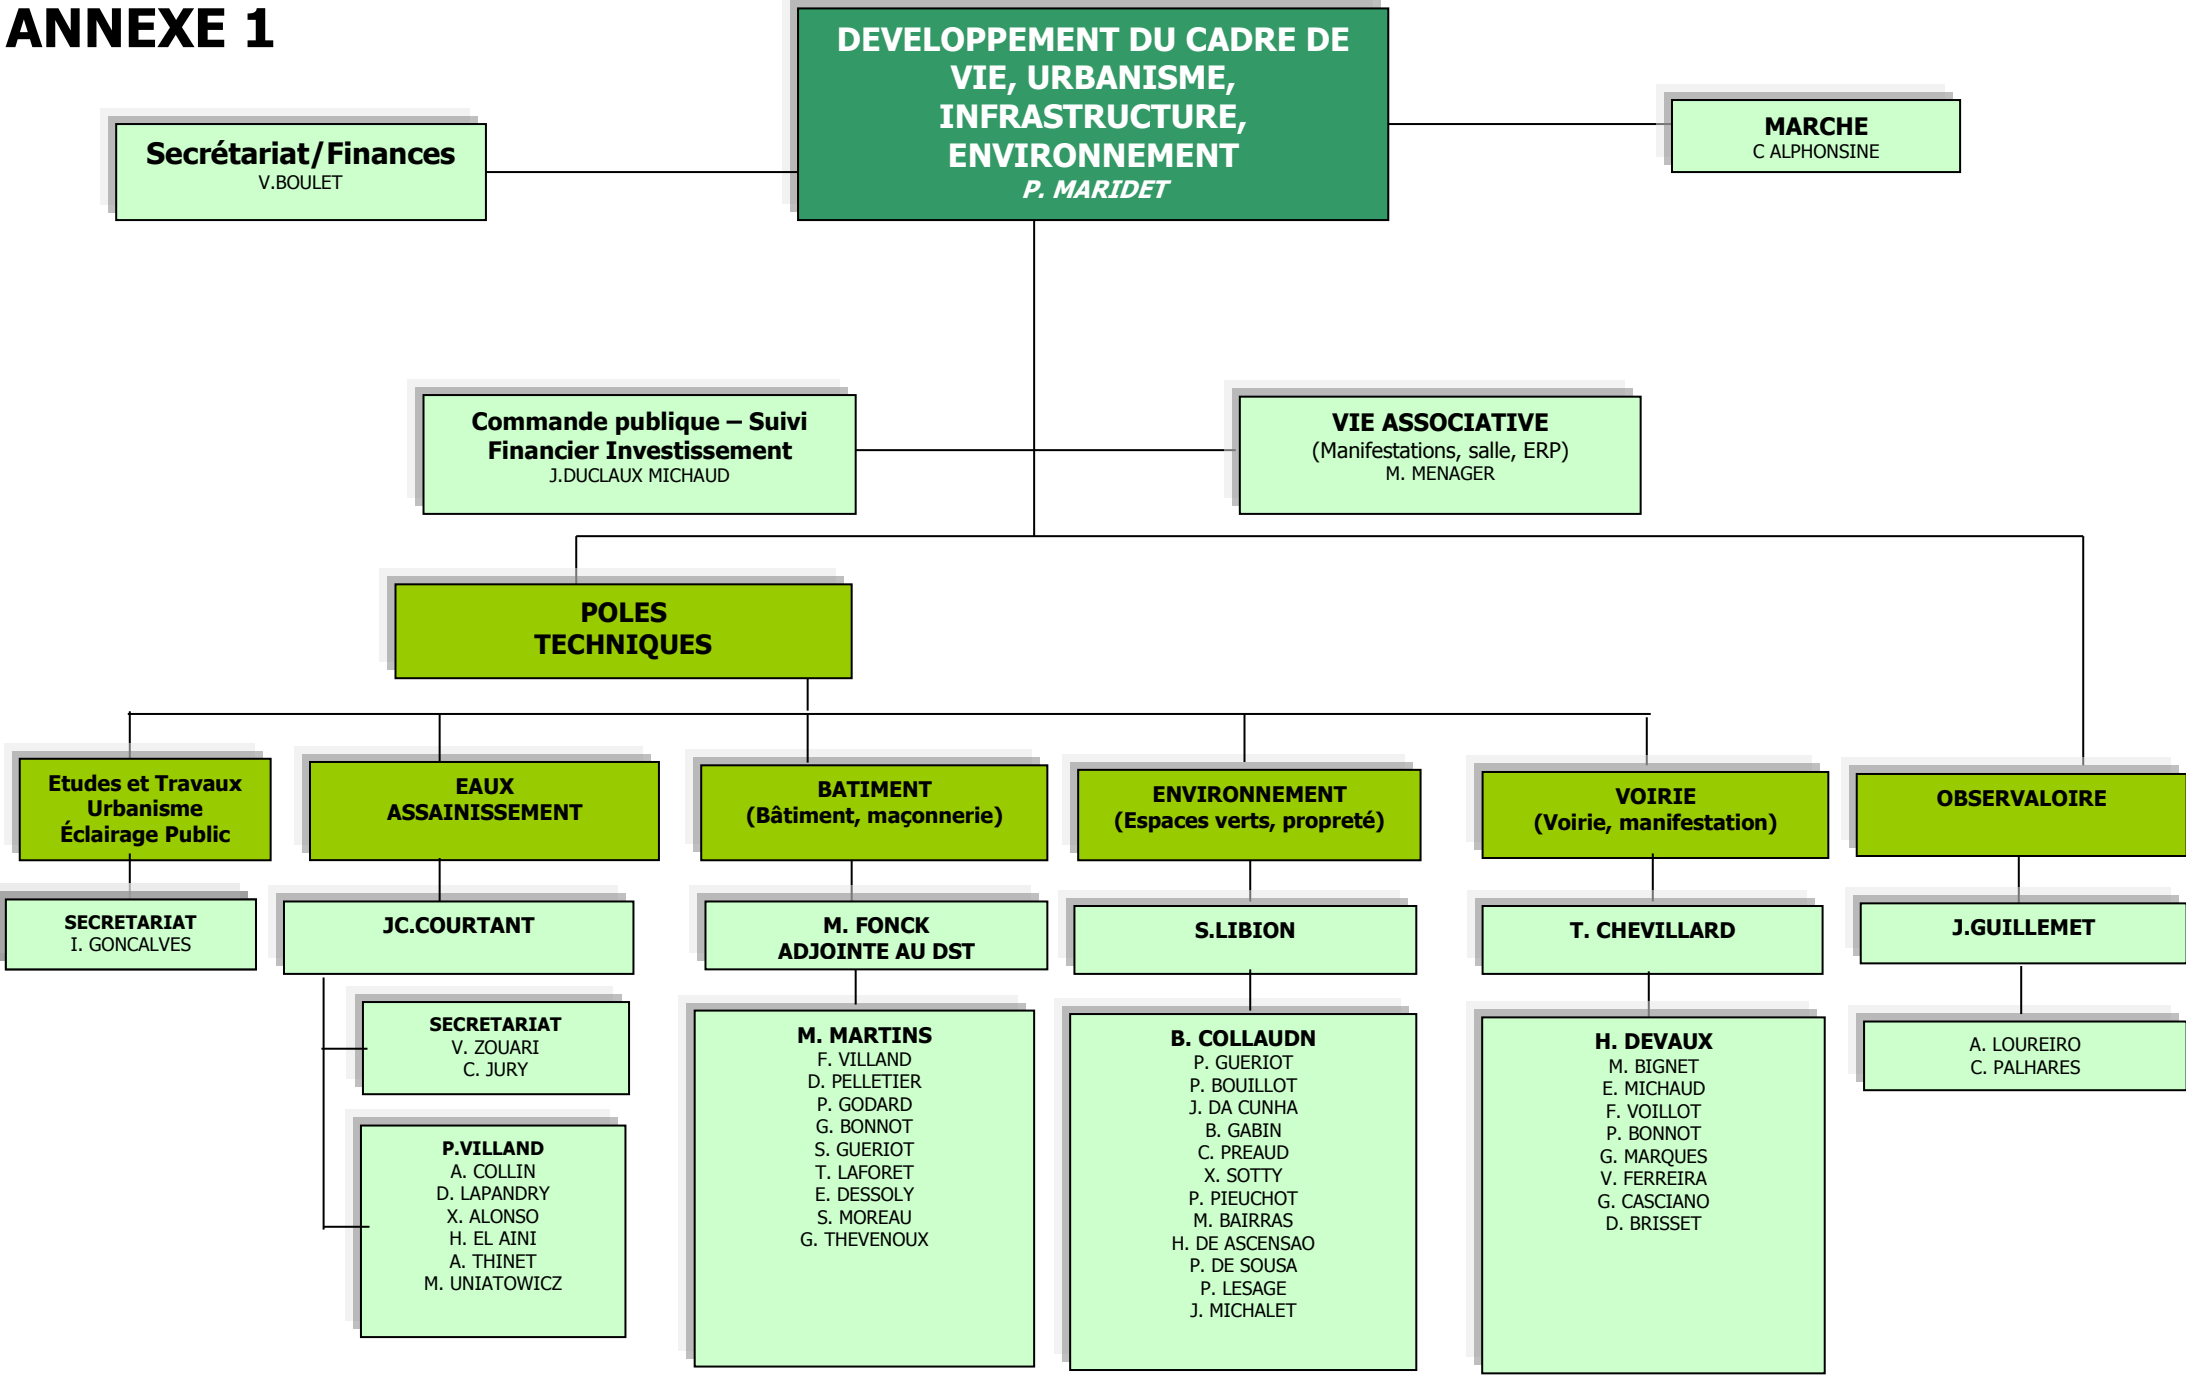 ANNEXE 1
DEVELOPPEMENT DU CADRE DE
VIE, URBANISME,
INFRASTRUCTURE,
ENVIRONNEMENT
P. MARIDET
Secrétariat/Finances
V.BOULET
MARCHE
C ALPHONSINE
Commande publique – Suivi
Financier Investissement
J.DUCLAUX MICHAUD
VIE ASSOCIATIVE
(Manifestations, salle, ERP)
M. MENAGER
POLES
TECHNIQUES
Etudes et Travaux
Urbanisme
Éclairage Public
SECRETARIAT
I. GONCALVES
EAUX
ASSAINISSEMENT
JC.COURTANT
SECRETARIAT
V. ZOUARI
C. JURY
P.VILLAND
A. COLLIN
D. LAPANDRY
X. ALONSO
H. EL AINI
A. THINET
M. UNIATOWICZ
BATIMENT
(Bâtiment, maçonnerie)
M. FONCK
ADJOINTE AU DST
M. MARTINS
F. VILLAND
D. PELLETIER
P. GODARD
G. BONNOT
S. GUERIOT
T. LAFORET
E. DESSOLY
S. MOREAU
G. THEVENOUX
ENVIRONNEMENT
(Espaces verts, propreté)
S.LIBION
B. COLLAUDN
P. GUERIOT
P. BOUILLOT
J. DA CUNHA
B. GABIN
C. PREAUD
X. SOTTY
P. PIEUCHOT
M. BAIRRAS
H. DE ASCENSAO
P. DE SOUSA
P. LESAGE
J. MICHALET
VOIRIE
(Voirie, manifestation)
T. CHEVILLARD
H. DEVAUX
M. BIGNET
E. MICHAUD
F. VOILLOT
P. BONNOT
G. MARQUES
V. FERREIRA
G. CASCIANO
D. BRISSET
OBSERVALOIRE
J.GUILLEMET
A. LOUREIRO
C. PALHARES